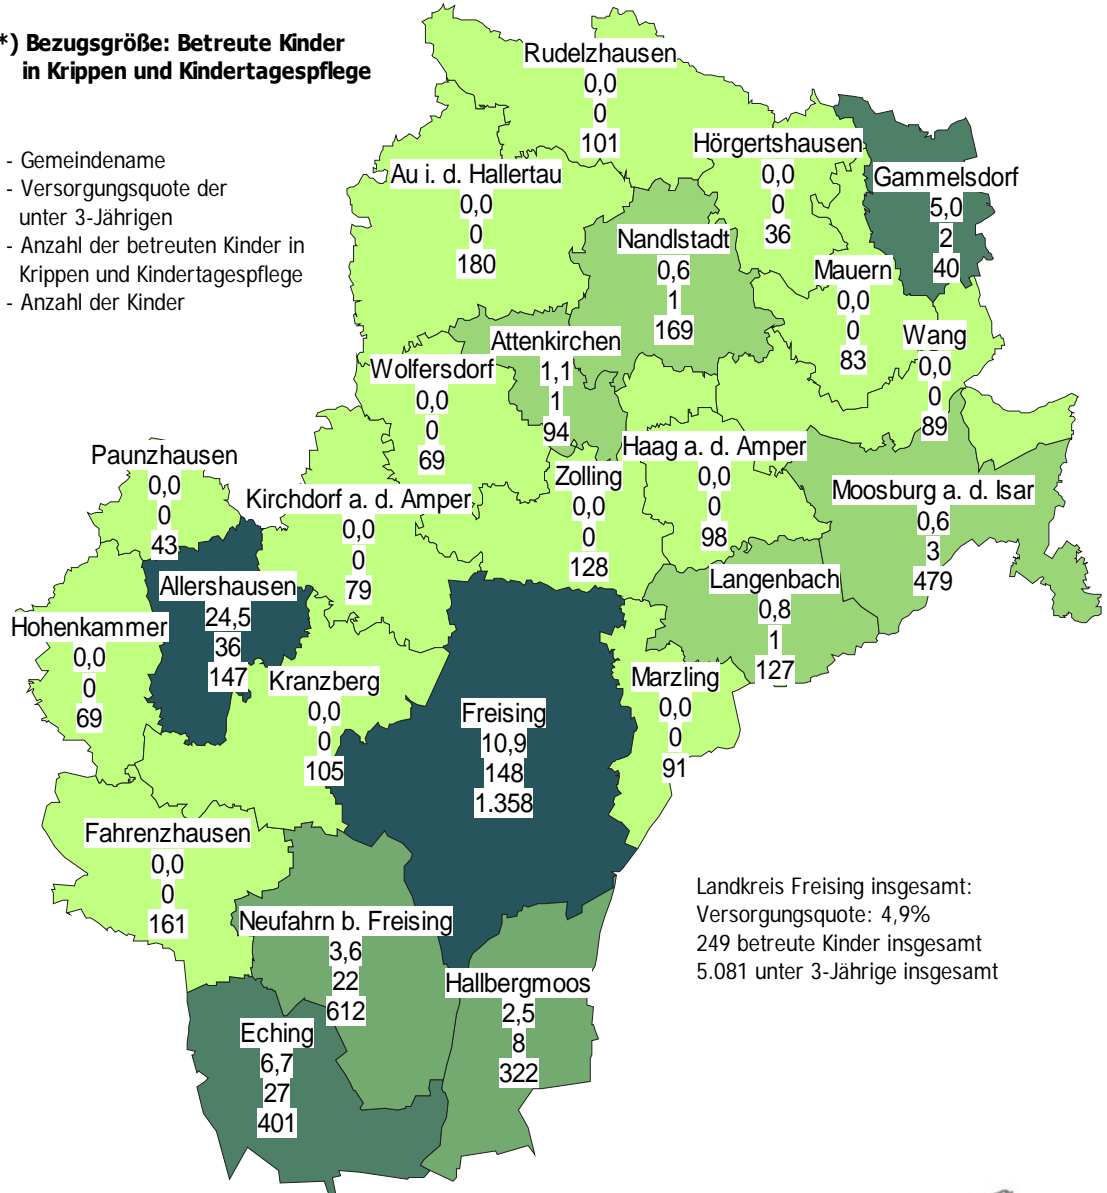 *) Bezugsgröße: Betreute Kinder
in Krippen und Kindertagespflege
- Gemeindename
- Versorgungsquote der
unter 3-Jährigen
- Anzahl der betreuten Kinder in
Krippen und Kindertagespflege
- Anzahl der Kinder
Rudelzhausen
0,0
0
101
Hörgertshausen
0,0
0
36
Gammelsdorf
5,0
2
40
Au i. d. Hallertau
0,0
0
180
Nandlstadt
0,6
1
169
Mauern
0,0
0
83
Wang
0,0
0
89
Attenkirchen
1,1
1
94
Wolfersdorf
0,0
0
69
Haag a. d. Amper
0,0
0
98
Zolling
0,0
0
128
Moosburg a. d. Isar
0,6
3
479
Paunzhausen
0,0
0
43
Kirchdorf a. d. Amper
0,0
0
79
Allershausen
24,5
36
147
Langenbach
0,8
1
127
Hohenkammer
0,0
0
69
Kranzberg
0,0
0
105
Marzling
0,0
0
91
Freising
10,9
148
1.358
Fahrenzhausen
0,0
0
161
Neufahrn b. Freising
3,6
22
612
Hallbergmoos
2,5
8
322
Eching
6,7
27
401
Landkreis Freising insgesamt:
Versorgungsquote: 4,9%
249 betreute Kinder insgesamt
5.081 unter 3-Jährige insgesamt